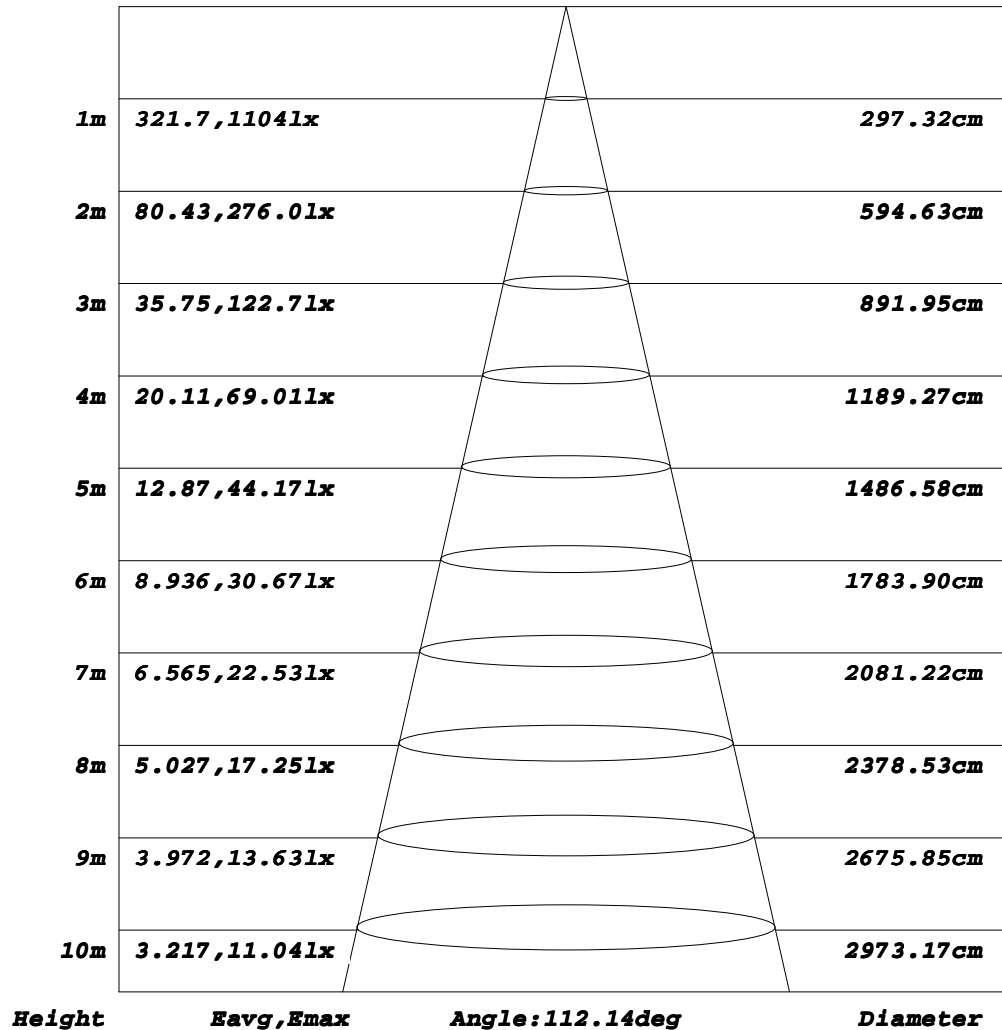 1m 321.7,1104lx 297.32cm
2m 80.43,276.0lx 594.63cm
3m 35.75,122.7lx 891.95cm
4m 20.11,69.01lx 1189.27cm
5m 12.87,44.17lx 1486.58cm
6m 8.936,30.67lx 1783.90cm
7m 6.565,22.53lx 2081.22cm
8m 5.027,17.25lx 2378.53cm
9m 3.972,13.63lx 2675.85cm
10m 3.217,11.04lx 2973.17cm
Height Eavg,Emax Angle:112.14deg Diameter